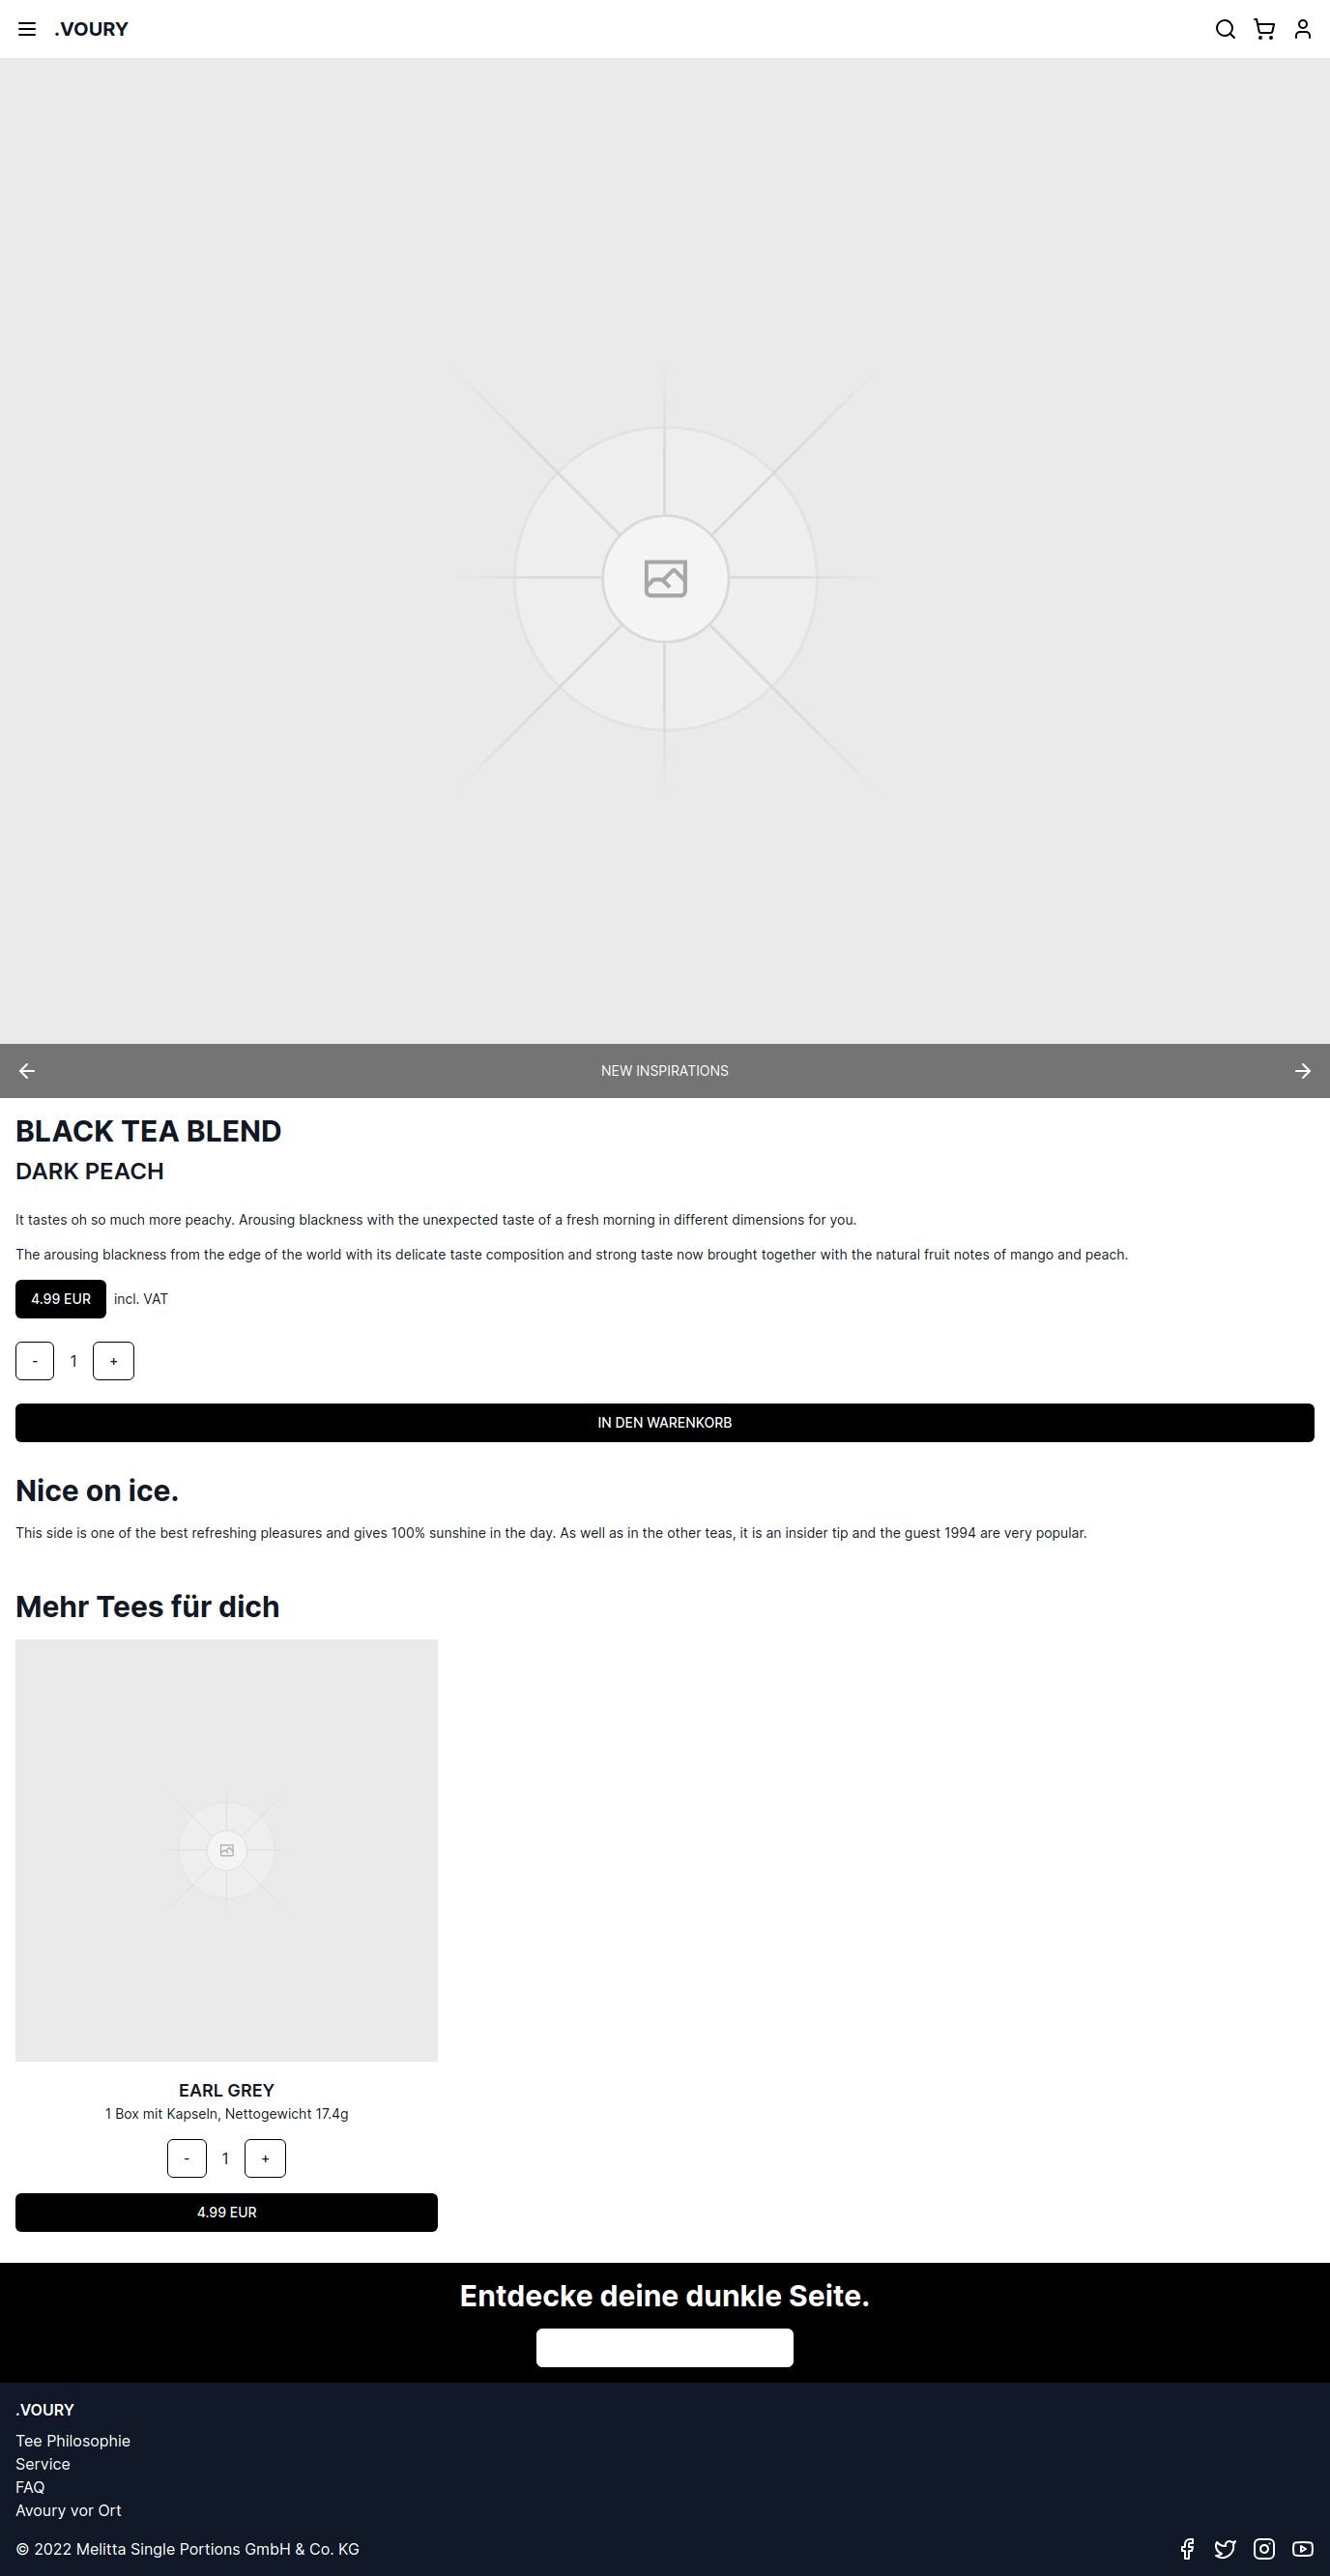 .VOURY
NEW INSPIRATIONS
BLACK TEA BLEND
DARK PEACH
It tastes oh so much more peachy. Arousing blackness with the unexpected taste of a fresh morning in different dimensions for you.
The arousing blackness from the edge of the world with its delicate taste composition and strong taste now brought together with the natural fruit notes of mango and peach.
4.99 EUR incl. VAT
- 1 +
IN DEN WARENKORB
Nice on ice.
This side is one of the best refreshing pleasures and gives 100% sunshine in the day. As well as in the other teas, it is an insider tip and the guest 1994 are very popular.
Mehr Tees für dich
EARL GREY
1 Box mit Kapseln, Nettogewicht 17.4g
- 1 +
4.99 EUR
Entdecke deine dunkle Seite.
.VOURY
Tee Philosophie
Service
FAQ
Avoury vor Ort
© 2022 Melitta Single Portions GmbH & Co. KG